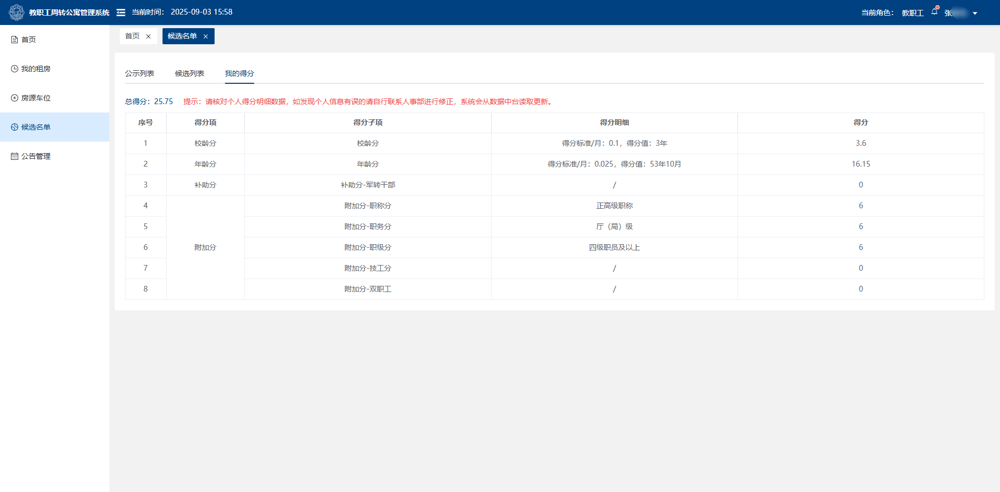 教职工周转公寓管理系统 当前时间： 2025-09-03 15:58 当前角色： 教职工 张
首页
我的租房
房源车位
候选名单
公告管理
首页 候选名单
公示列表 候选列表 我的得分
总得分：25.75 提示：请核对个人得分明细数据，如发现个人信息有误的请自行联系人事部进行修正，系统会从数据中台读取更新。
序号 得分项 得分子项 得分明细 得分
1 校龄分 校龄分 得分标准/月：0.1，得分值：3年 3.6
2 年龄分 年龄分 得分标准/月：0.025，得分值：53年10月 16.15
3 补助分 补助分-军转干部 / 0
4 附加分-职称分 正高级职称 6
5 附加分-职务分 厅（局）级 6
6 附加分 附加分-职级分 四级职员及以上 6
7 附加分-技工分 / 0
8 附加分-双职工 / 0